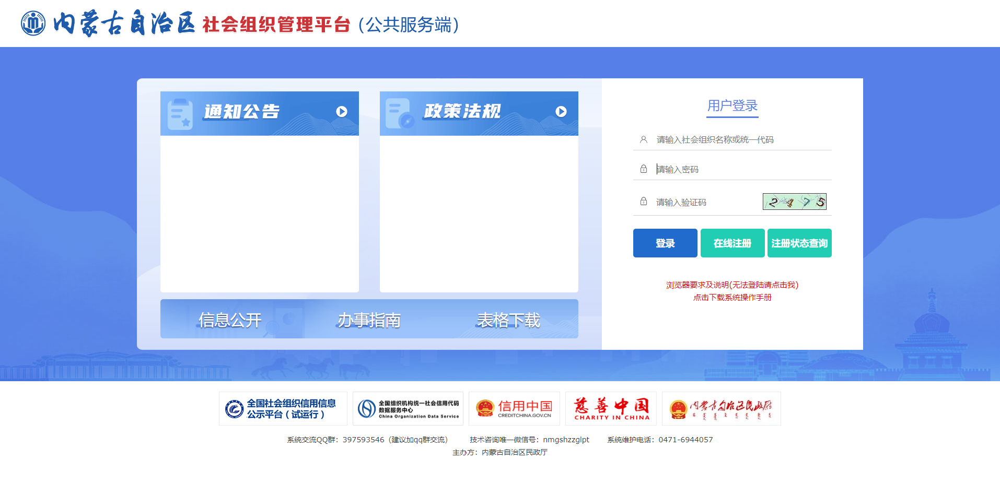 内蒙古自治区 社会组织管理平台 (公共服务端)
通知公告
政策法规
信息公开
办事指南
表格下载
用户登录
请输入社会组织名称或统一代码
请输入密码
请输入验证码
2475
登录
在线注册
注册状态查询
浏览器要求及说明(无法登陆请点击我)
点击下载系统操作手册
全国社会组织信用信息
公示平台（试运行）
全国组织机构统一社会信用代码
数据服务中心
China Organization Data Service
信用中国
CREDITCHINA.GOV.CN
慈善中国
CHARITY IN CHINA
内蒙古自治区民政府
系统交流QQ群：397593546（建议加qq群交流） 技术咨询唯一微信号：nmgshzzglpt 系统维护电话：0471-6944057
主办方：内蒙古自治区民政厅